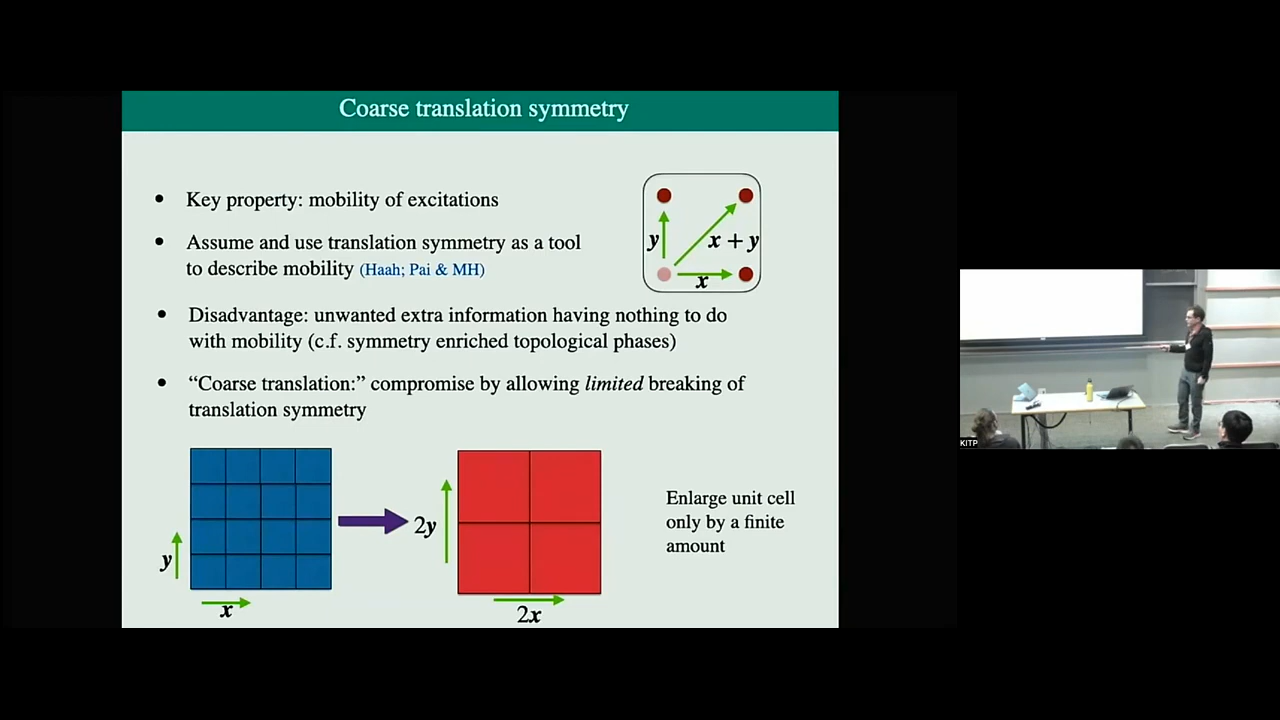 Coarse translation symmetry
• Key property: mobility of excitations
• Assume and use translation symmetry as a tool
to describe mobility (Haah; Pai & MH)
y
x + y
x
• Disadvantage: unwanted extra information having nothing to do
with mobility (c.f. symmetry enriched topological phases)
• “Coarse translation:” compromise by allowing limited breaking of
translation symmetry
y
x
2y
2x
Enlarge unit cell
only by a finite
amount
KITP